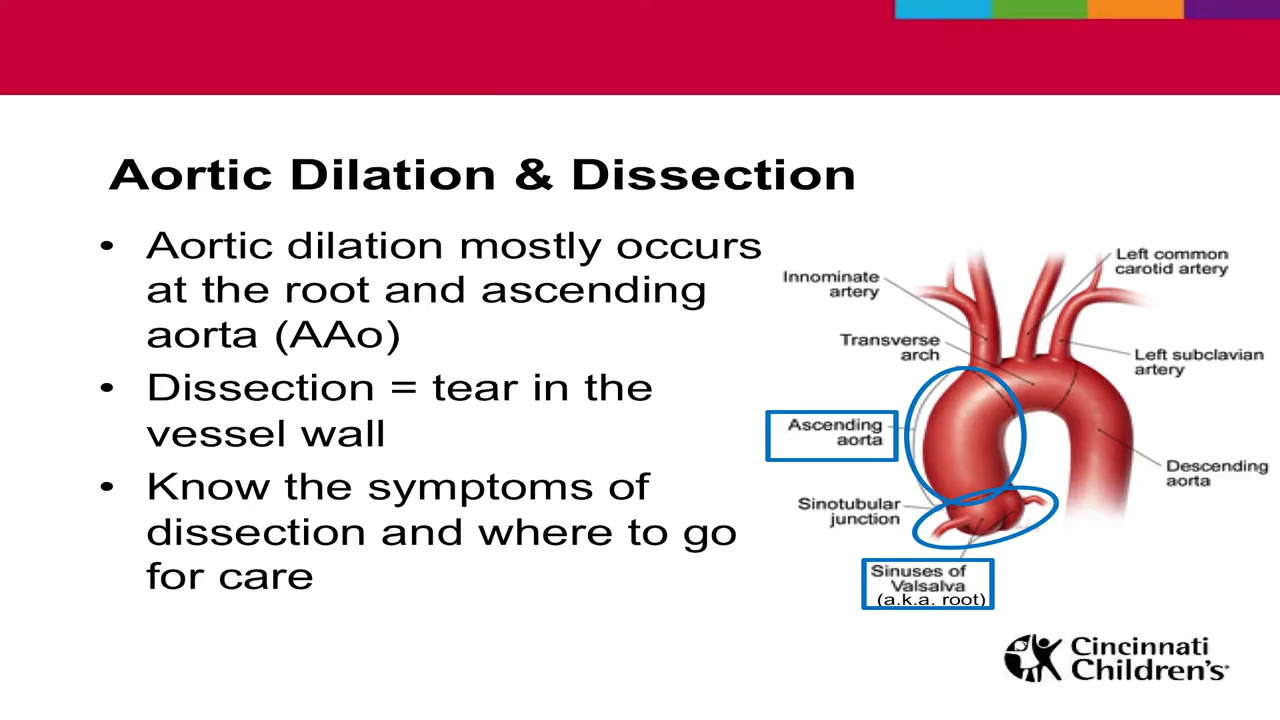 Aortic Dilation & Dissection
• Aortic dilation mostly occurs
at the root and ascending
aorta (AAo)
• Dissection = tear in the
vessel wall
• Know the symptoms of
dissection and where to go
for care
Left common
carotid artery
Innominate
artery
Transverse
arch
Left subclavian
artery
Ascending
aorta
Descending
aorta
Sinotubular
junction
Sinuses of
Valsalva
(a.k.a. root)
Cincinnati
Children's